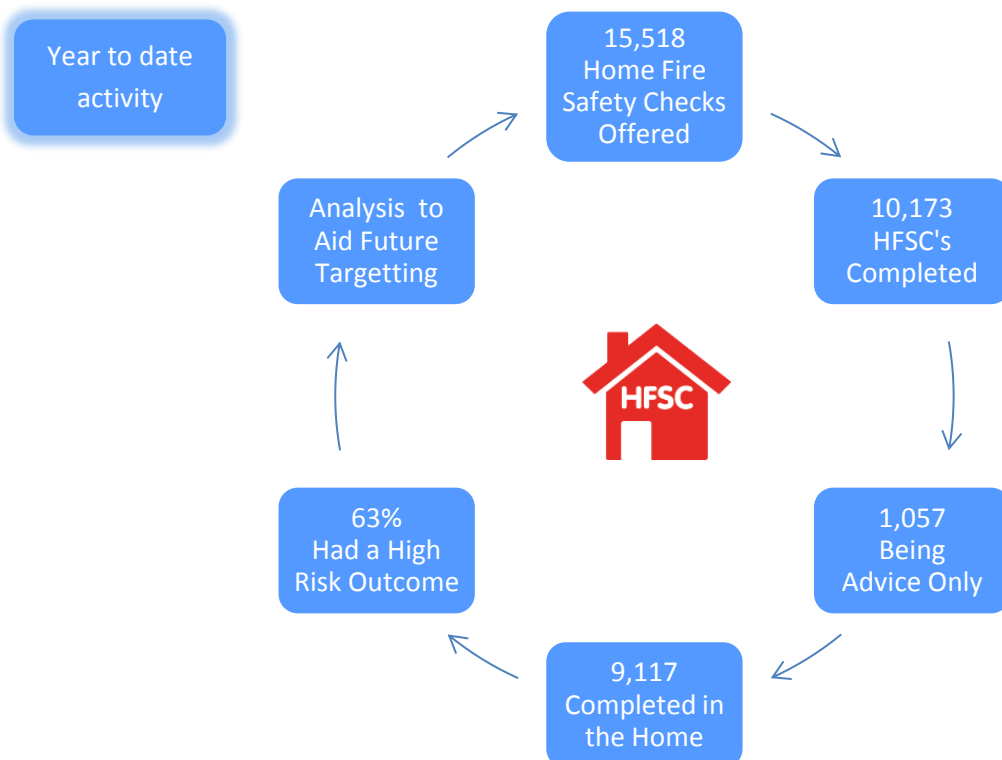 Year to date
activity
15,518
Home Fire
Safety Checks
Offered
10,173
HFSC's
Completed
1,057
Being
Advice Only
9,117
Completed in
the Home
63%
Had a High
Risk Outcome
Analysis to
Aid Future
Targetting
HFSC